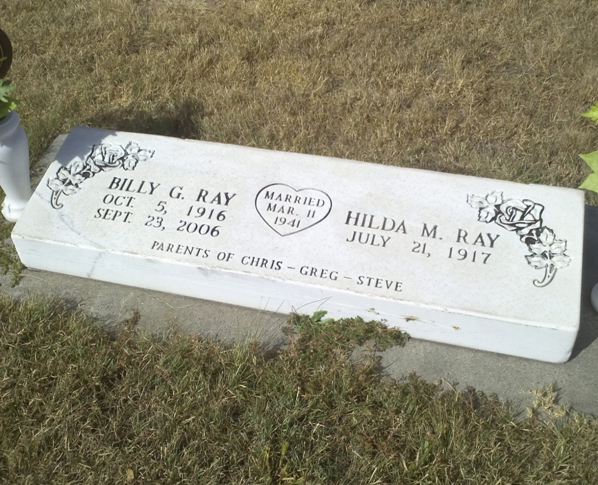 BILLY G. RAY
OCT. 5, 1916
SEPT. 23, 2006
MARRIED
MAR. 11
1941
HILDA M. RAY
JULY 21, 1917
PARENTS OF CHRIS – GREG – STEVE